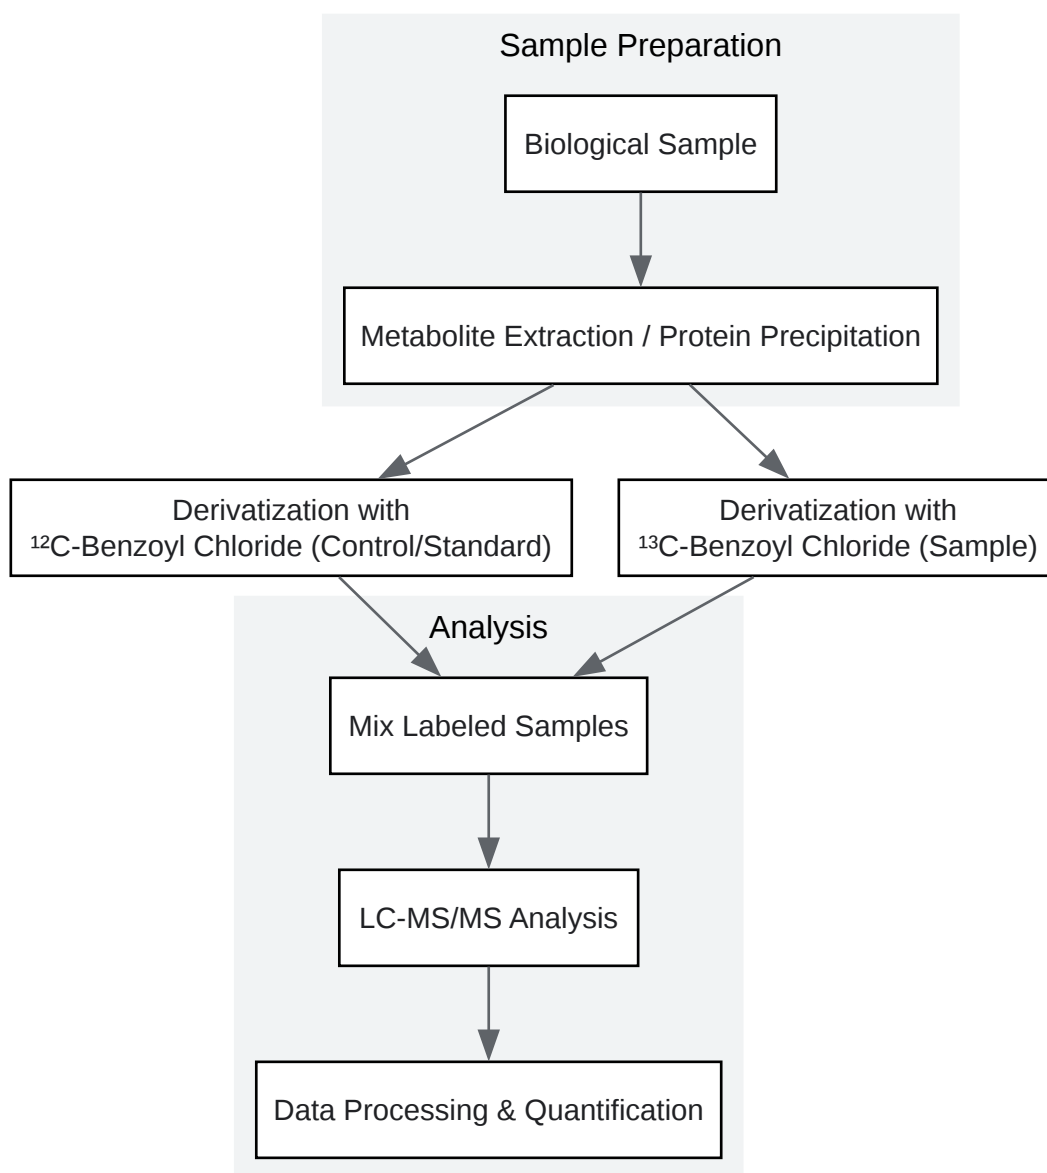 Sample Preparation
Biological Sample
Metabolite Extraction / Protein Precipitation
Derivatization with
¹²C-Benzoyl Chloride (Control/Standard)
Derivatization with
¹³C-Benzoyl Chloride (Sample)
Analysis
Mix Labeled Samples
LC-MS/MS Analysis
Data Processing & Quantification